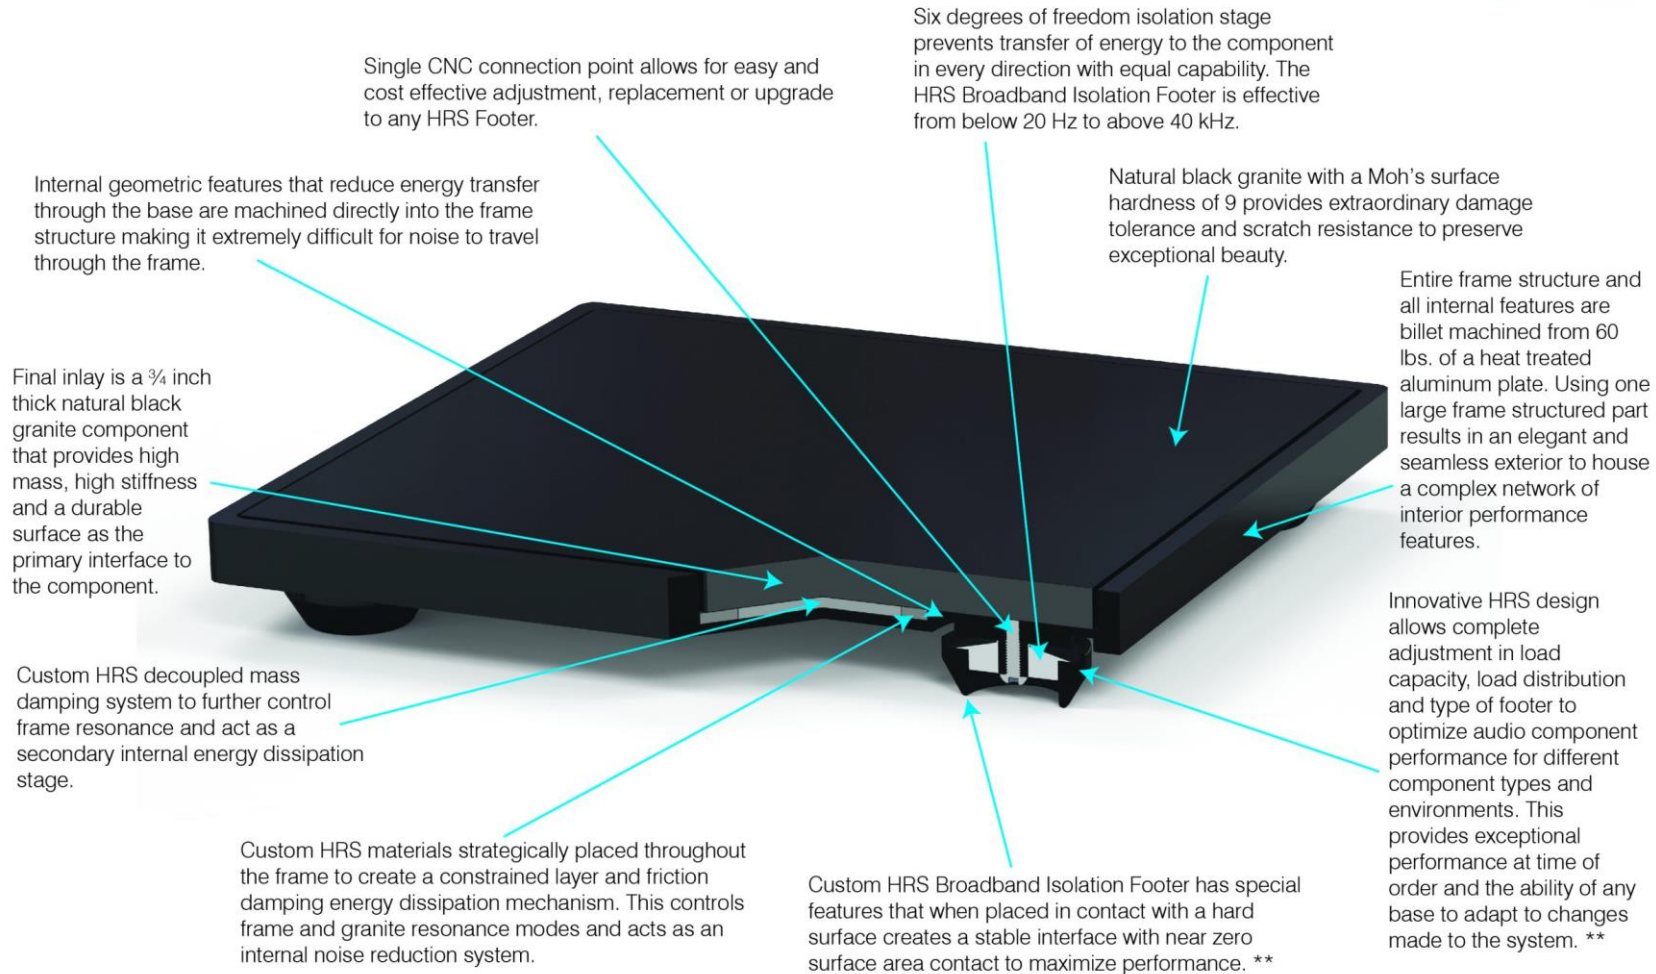 Six degrees of freedom isolation stage
prevents transfer of energy to the component
in every direction with equal capability. The
HRS Broadband Isolation Footer is effective
from below 20 Hz to above 40 kHz.
Single CNC connection point allows for easy and
cost effective adjustment, replacement or upgrade
to any HRS Footer.
Internal geometric features that reduce energy transfer
through the base are machined directly into the frame
structure making it extremely difficult for noise to travel
through the frame.
Natural black granite with a Moh's surface
hardness of 9 provides extraordinary damage
tolerance and scratch resistance to preserve
exceptional beauty.
Entire frame structure and
all internal features are
billet machined from 60
lbs. of a heat treated
aluminum plate. Using one
large frame structured part
results in an elegant and
seamless exterior to house
a complex network of
interior performance
features.
Final inlay is a ¾ inch
thick natural black
granite component
that provides high
mass, high stiffness
and a durable
surface as the
primary interface to
the component.
Innovative HRS design
allows complete
adjustment in load
capacity, load distribution
and type of footer to
optimize audio component
performance for different
component types and
environments. This
provides exceptional
performance at time of
order and the ability of any
base to adapt to changes
made to the system. **
Custom HRS decoupled mass
damping system to further control
frame resonance and act as a
secondary internal energy dissipation
stage.
Custom HRS materials strategically placed throughout
the frame to create a constrained layer and friction
damping energy dissipation mechanism. This controls
frame and granite resonance modes and acts as an
internal noise reduction system.
Custom HRS Broadband Isolation Footer has special
features that when placed in contact with a hard
surface creates a stable interface with near zero
surface area contact to maximize performance. **